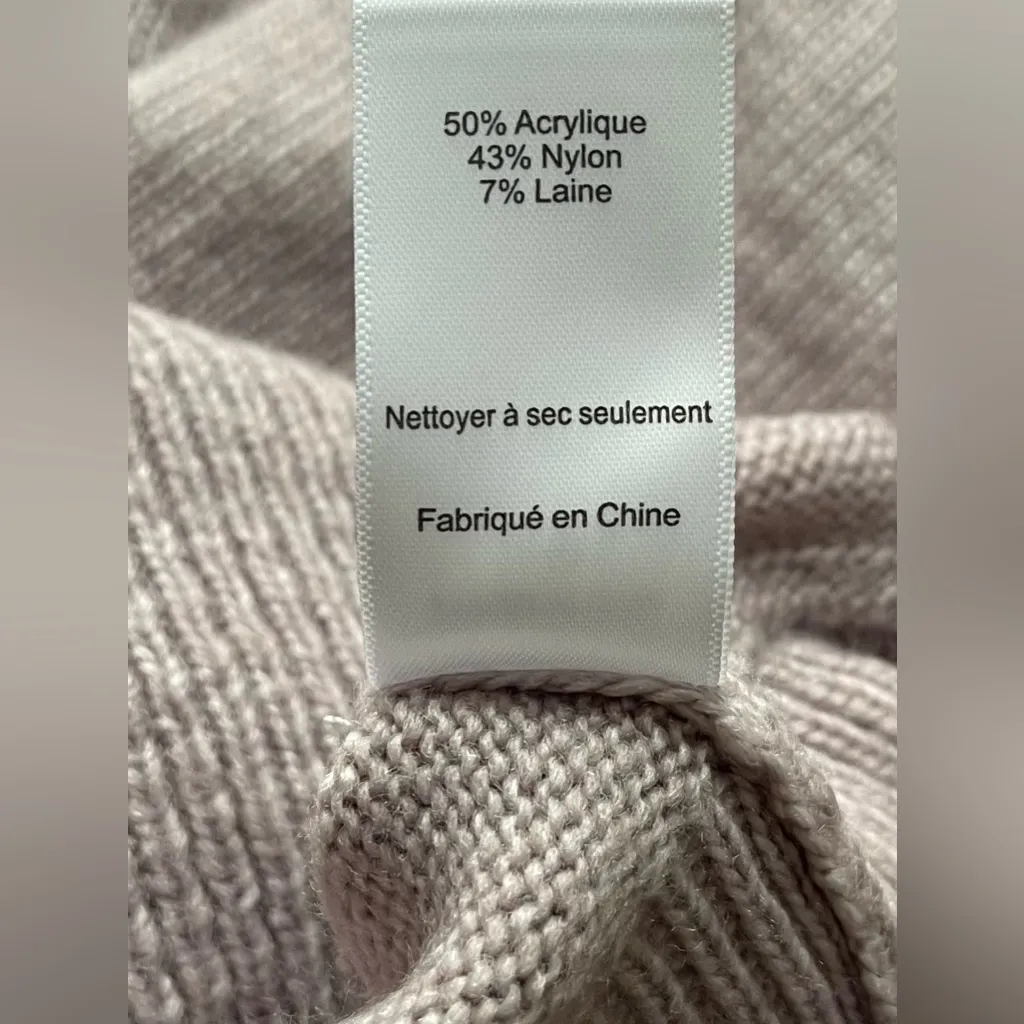 50% Acrylique
43% Nylon
7% Laine
Nettoyer à sec seulement
Fabriqué en Chine